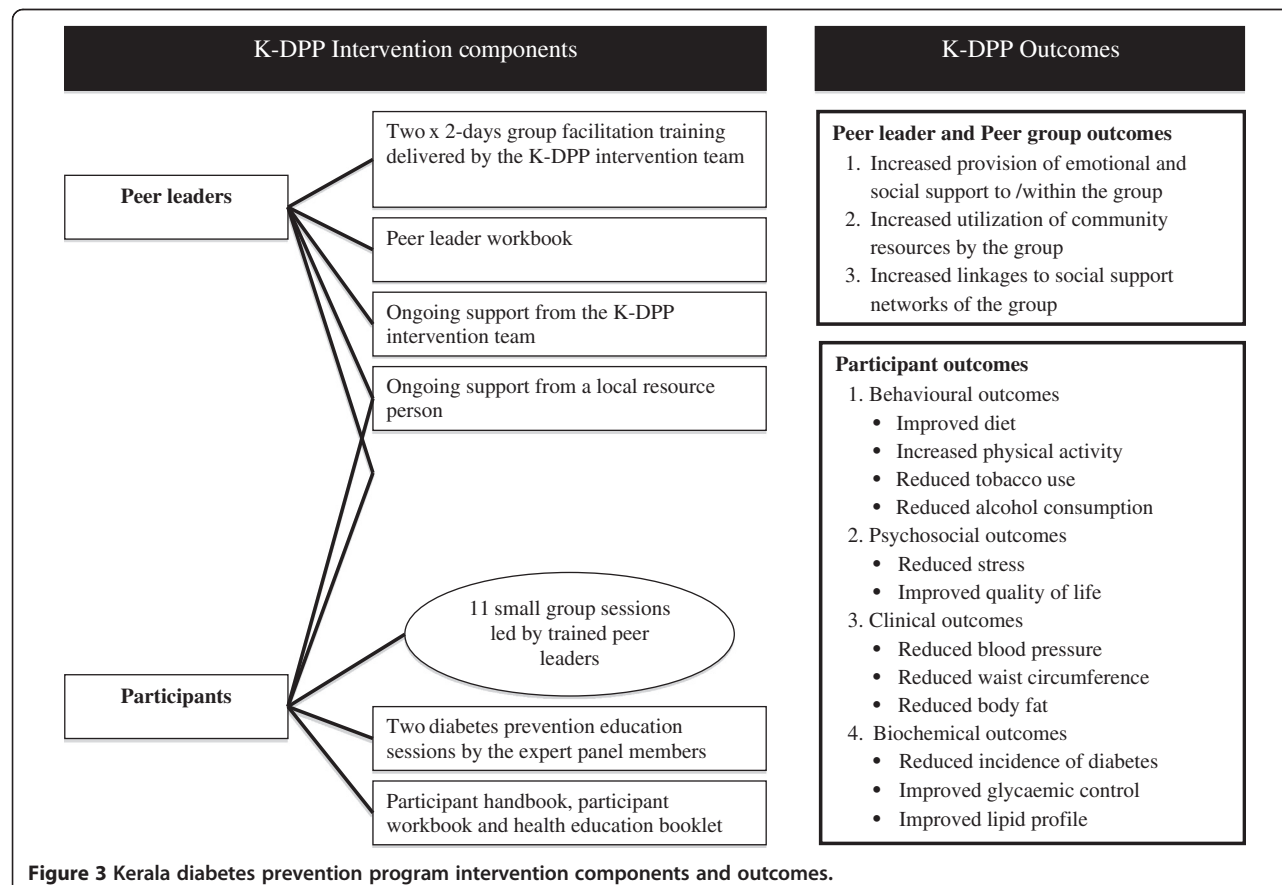 K-DPP Intervention components
Peer leaders
Two x 2-days group facilitation training
delivered by the K-DPP intervention team
Peer leader workbook
Ongoing support from the K-DPP
intervention team
Ongoing support from a local resource
person
11 small group sessions
led by trained peer
leaders
Participants
Two diabetes prevention education
sessions by the expert panel members
Participant handbook, participant
workbook and health education booklet
K-DPP Outcomes
Peer leader and Peer group outcomes
1. Increased provision of emotional and
social support to /within the group
2. Increased utilization of community
resources by the group
3. Increased linkages to social support
networks of the group
Participant outcomes
1. Behavioural outcomes
• Improved diet
• Increased physical activity
• Reduced tobacco use
• Reduced alcohol consumption
2. Psychosocial outcomes
• Reduced stress
• Improved quality of life
3. Clinical outcomes
• Reduced blood pressure
• Reduced waist circumference
• Reduced body fat
4. Biochemical outcomes
• Reduced incidence of diabetes
• Improved glycaemic control
• Improved lipid profile
Figure 3 Kerala diabetes prevention program intervention components and outcomes.